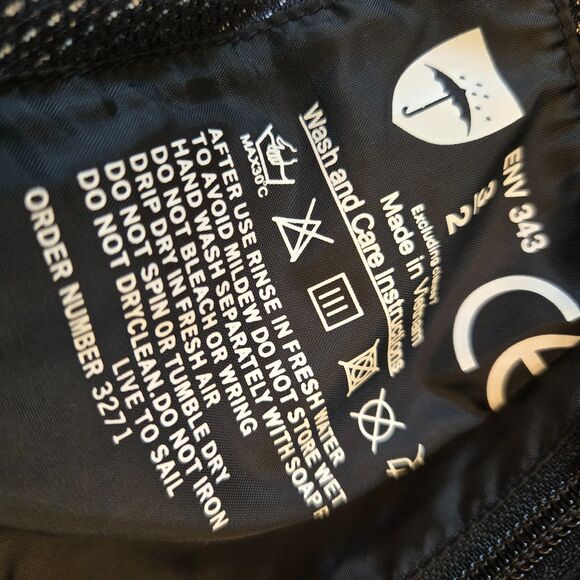 ENV 343
3/2
CE
Excluding
Made in Vietnam
Wash and Care Instructions
MAX30°C
AFTER USE RINSE IN FRESH WATER
TO AVOID MILDEW DO NOT STORE WET
HAND WASH SEPARATELY WITH SOAP
DO NOT BLEACH OR WRING
DRIP DRY IN FRESH AIR
DO NOT SPIN OR TUMBLE DRY
DO NOT DRYCLEAN DO NOT IRON
LIVE TO SAIL
ORDER NUMBER 3271